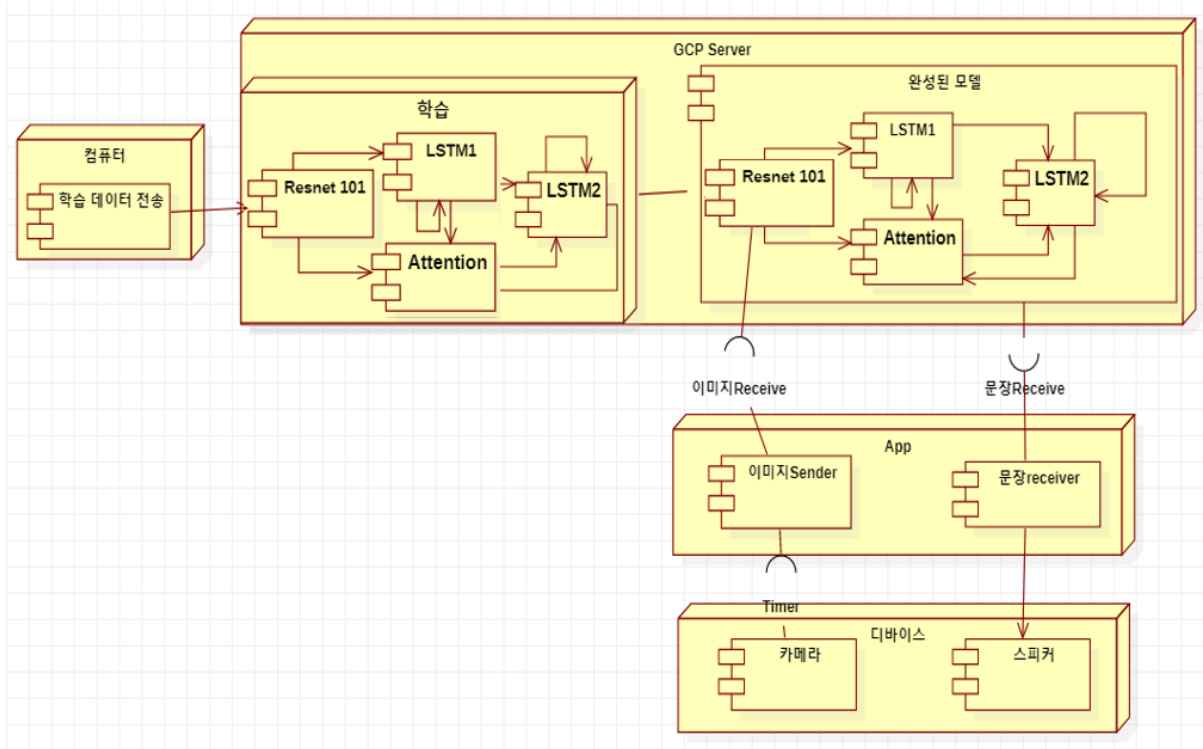 GCP Server
학습
완성된 모델
컴퓨터
학습 데이터 전송
Resnet 101
LSTM1
LSTM2
Attention
Resnet 101
LSTM1
LSTM2
Attention
이미지Receive
문장Receive
App
이미지Sender
문장receiver
Timer
디바이스
카메라
스피커